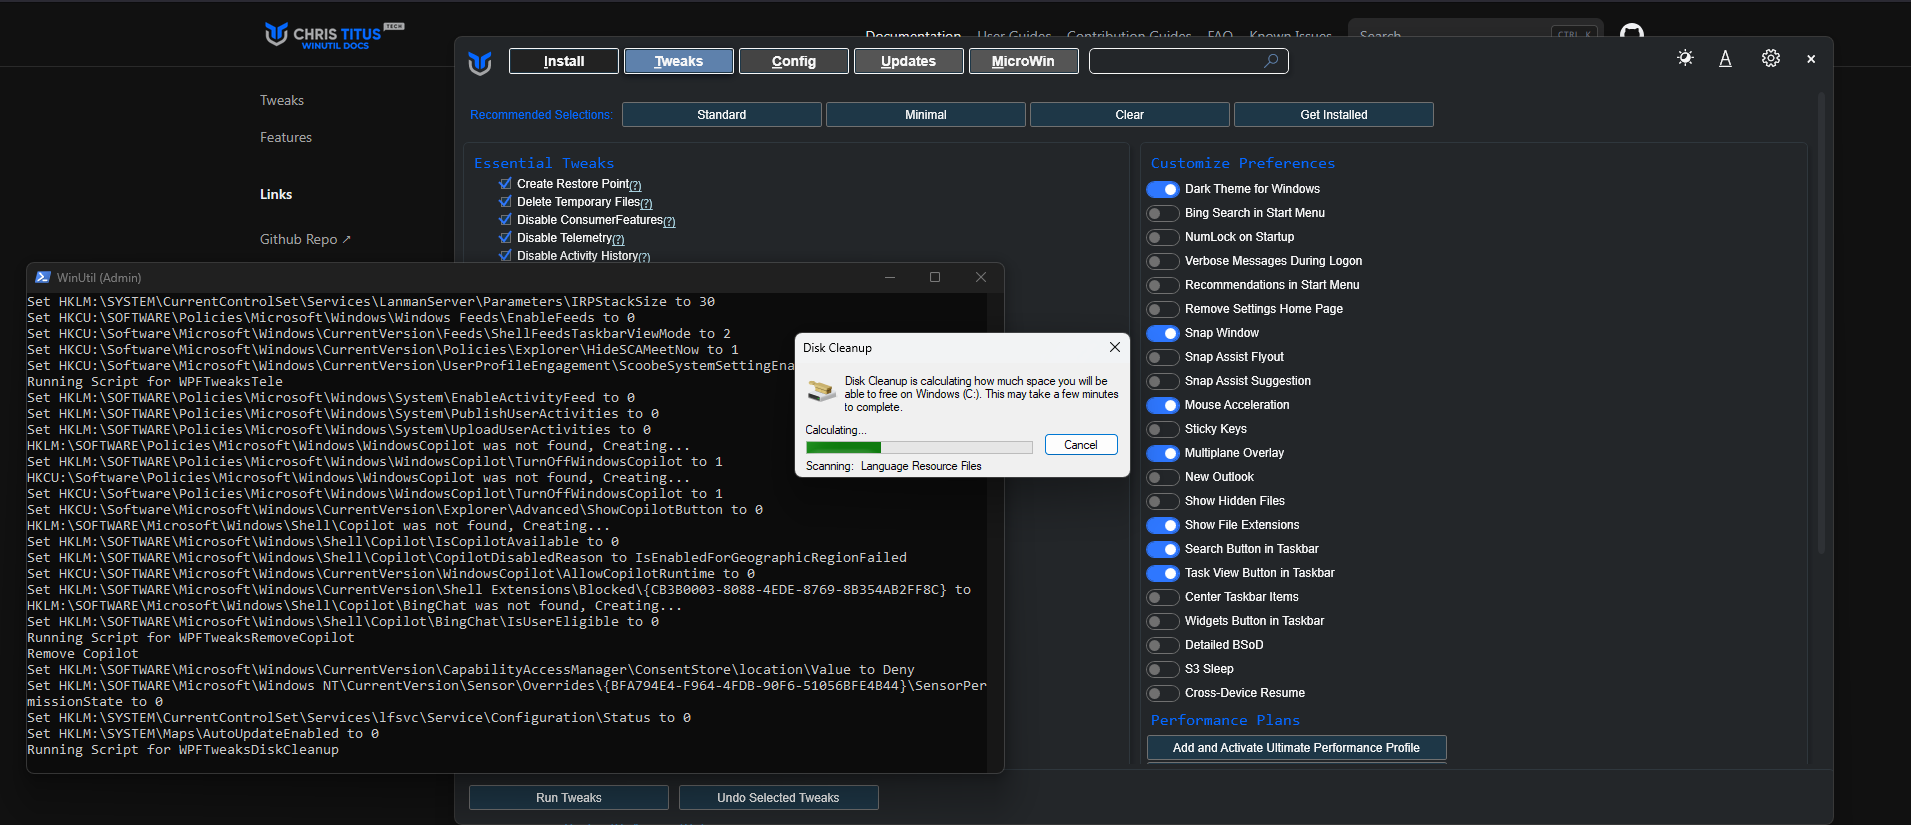 CHRIS TITUS TECH
WINUTIL DOCS
Documentation User Guides Contribution Guides FAQ Known Issues
Search CTRL K
Tweaks
Features
Links
Github Repo ↗
Install Tweaks Config Updates MicroWin
Recommended Selections: Standard Minimal Clear Get Installed
Essential Tweaks
Create Restore Point(?)
Delete Temporary Files(?)
Disable ConsumerFeatures(?)
Disable Telemetry(?)
Disable Activity History(?)
WinUtil (Admin)
Set HKLM:\SYSTEM\CurrentControlSet\Services\LanmanServer\Parameters\IRPStackSize to 30
Set HKCU:\SOFTWARE\Policies\Microsoft\Windows\Windows Feeds\EnableFeeds to 0
Set HKCU:\Software\Microsoft\Windows\CurrentVersion\Feeds\ShellFeedsTaskbarViewMode to 2
Set HKCU:\Software\Microsoft\Windows\CurrentVersion\Policies\Explorer\HideSCAMeetNow to 1
Set HKCU:\Software\Microsoft\Windows\CurrentVersion\UserProfileEngagement\ScoobeSystemSettingEna
Running Script for WPFTweaksTele
Set HKLM:\SOFTWARE\Policies\Microsoft\Windows\System\EnableActivityFeed to 0
Set HKLM:\SOFTWARE\Policies\Microsoft\Windows\System\PublishUserActivities to 0
Set HKLM:\SOFTWARE\Policies\Microsoft\Windows\System\UploadUserActivities to 0
HKLM:\SOFTWARE\Policies\Microsoft\Windows\WindowsCopilot was not found, Creating...
Set HKLM:\SOFTWARE\Policies\Microsoft\Windows\WindowsCopilot\TurnOffWindowsCopilot to 1
HKCU:\Software\Policies\Microsoft\Windows\WindowsCopilot was not found, Creating...
Set HKCU:\Software\Policies\Microsoft\Windows\WindowsCopilot\TurnOffWindowsCopilot to 1
Set HKCU:\Software\Microsoft\Windows\CurrentVersion\Explorer\Advanced\ShowCopilotButton to 0
HKLM:\SOFTWARE\Microsoft\Windows\Shell\Copilot was not found, Creating...
Set HKLM:\SOFTWARE\Microsoft\Windows\Shell\Copilot\IsCopilotAvailable to 0
Set HKLM:\SOFTWARE\Microsoft\Windows\Shell\Copilot\CopilotDisabledReason to IsEnabledForGeographicRegionFailed
Set HKCU:\SOFTWARE\Microsoft\Windows\CurrentVersion\WindowsCopilot\AllowCopilotRuntime to 0
Set HKLM:\SOFTWARE\Microsoft\Windows\CurrentVersion\Shell Extensions\Blocked\{CB3B0003-8088-4EDE-8769-8B354AB2FF8C} to
HKLM:\SOFTWARE\Microsoft\Windows\Shell\Copilot\BingChat was not found, Creating...
Set HKLM:\SOFTWARE\Microsoft\Windows\Shell\Copilot\BingChat\IsUserEligible to 0
Running Script for WPFTweaksRemoveCopilot
Remove Copilot
Set HKLM:\SOFTWARE\Microsoft\Windows\CurrentVersion\CapabilityAccessManager\ConsentStore\location\Value to Deny
Set HKLM:\SOFTWARE\Microsoft\Windows NT\CurrentVersion\Sensor\Overrides\{BFA794E4-F964-4FDB-90F6-51056BFE4B44}\SensorPer
missionState to 0
Set HKLM:\SYSTEM\CurrentControlSet\Services\lfsvc\Service\Configuration\Status to 0
Set HKLM:\SYSTEM\Maps\AutoUpdateEnabled to 0
Running Script for WPFTweaksDiskCleanup
Disk Cleanup
Disk Cleanup is calculating how much space you will be
able to free on Windows (C:). This may take a few minutes
to complete.
Calculating...
Cancel
Scanning: Language Resource Files
Customize Preferences
Dark Theme for Windows
Bing Search in Start Menu
NumLock on Startup
Verbose Messages During Logon
Recommendations in Start Menu
Remove Settings Home Page
Snap Window
Snap Assist Flyout
Snap Assist Suggestion
Mouse Acceleration
Sticky Keys
Multiplane Overlay
New Outlook
Show Hidden Files
Show File Extensions
Search Button in Taskbar
Task View Button in Taskbar
Center Taskbar Items
Widgets Button in Taskbar
Detailed BSoD
S3 Sleep
Cross-Device Resume
Performance Plans
Add and Activate Ultimate Performance Profile
Run Tweaks Undo Selected Tweaks